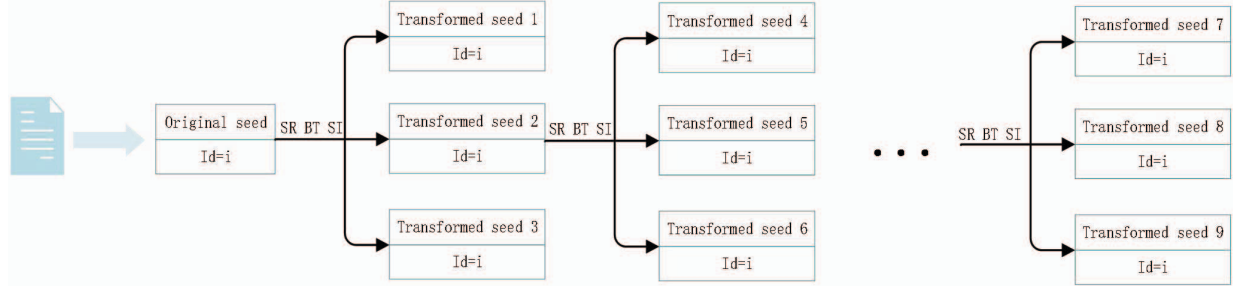 Original seed
Id=i
SR BT SI
Transformed seed 1
Id=i
Transformed seed 2
Id=i
Transformed seed 3
Id=i
SR BT SI
Transformed seed 4
Id=i
Transformed seed 5
Id=i
Transformed seed 6
Id=i
...
SR BT SI
Transformed seed 7
Id=i
Transformed seed 8
Id=i
Transformed seed 9
Id=i